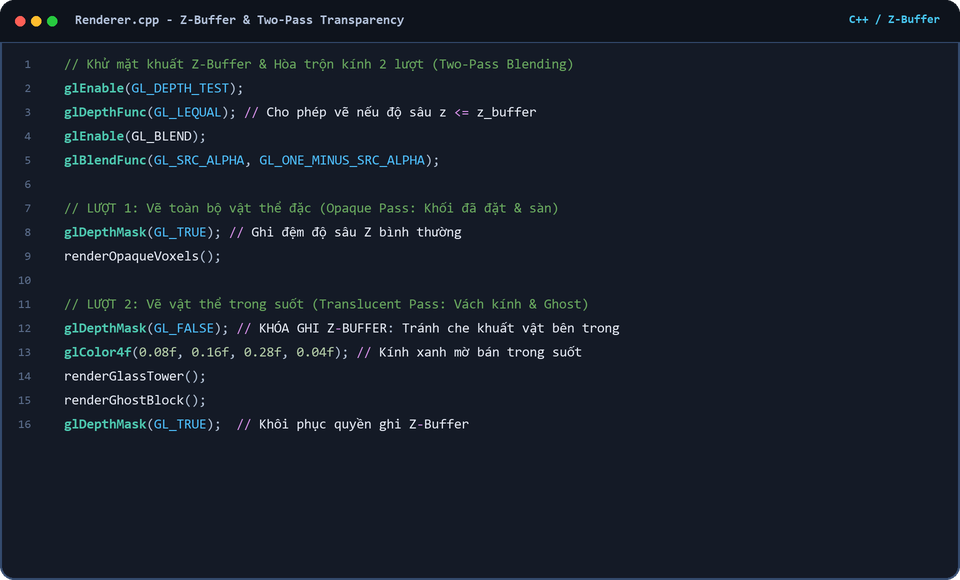 Renderer.cpp - Z-Buffer & Two-Pass Transparency
C++ / Z-Buffer
1 // Khử mặt khuất Z-Buffer & Hòa trộn kính 2 lượt (Two-Pass Blending)
2 glEnable(GL_DEPTH_TEST);
3 glDepthFunc(GL_LEQUAL); // Cho phép vẽ nếu độ sâu z <= z_buffer
4 glEnable(GL_BLEND);
5 glBlendFunc(GL_SRC_ALPHA, GL_ONE_MINUS_SRC_ALPHA);
6
7 // LƯỢT 1: Vẽ toàn bộ vật thể đặc (Opaque Pass: Khối đã đặt & sàn)
8 glDepthMask(GL_TRUE); // Ghi đệm độ sâu Z bình thường
9 renderOpaqueVoxels();
10
11 // LƯỢT 2: Vẽ vật thể trong suốt (Translucent Pass: Vách kính & Ghost)
12 glDepthMask(GL_FALSE); // KHÓA GHI Z-BUFFER: Tránh che khuất vật bên trong
13 glColor4f(0.08f, 0.16f, 0.28f, 0.04f); // Kính xanh mờ bán trong suốt
14 renderGlassTower();
15 renderGhostBlock();
16 glDepthMask(GL_TRUE);  // Khôi phục quyền ghi Z-Buffer